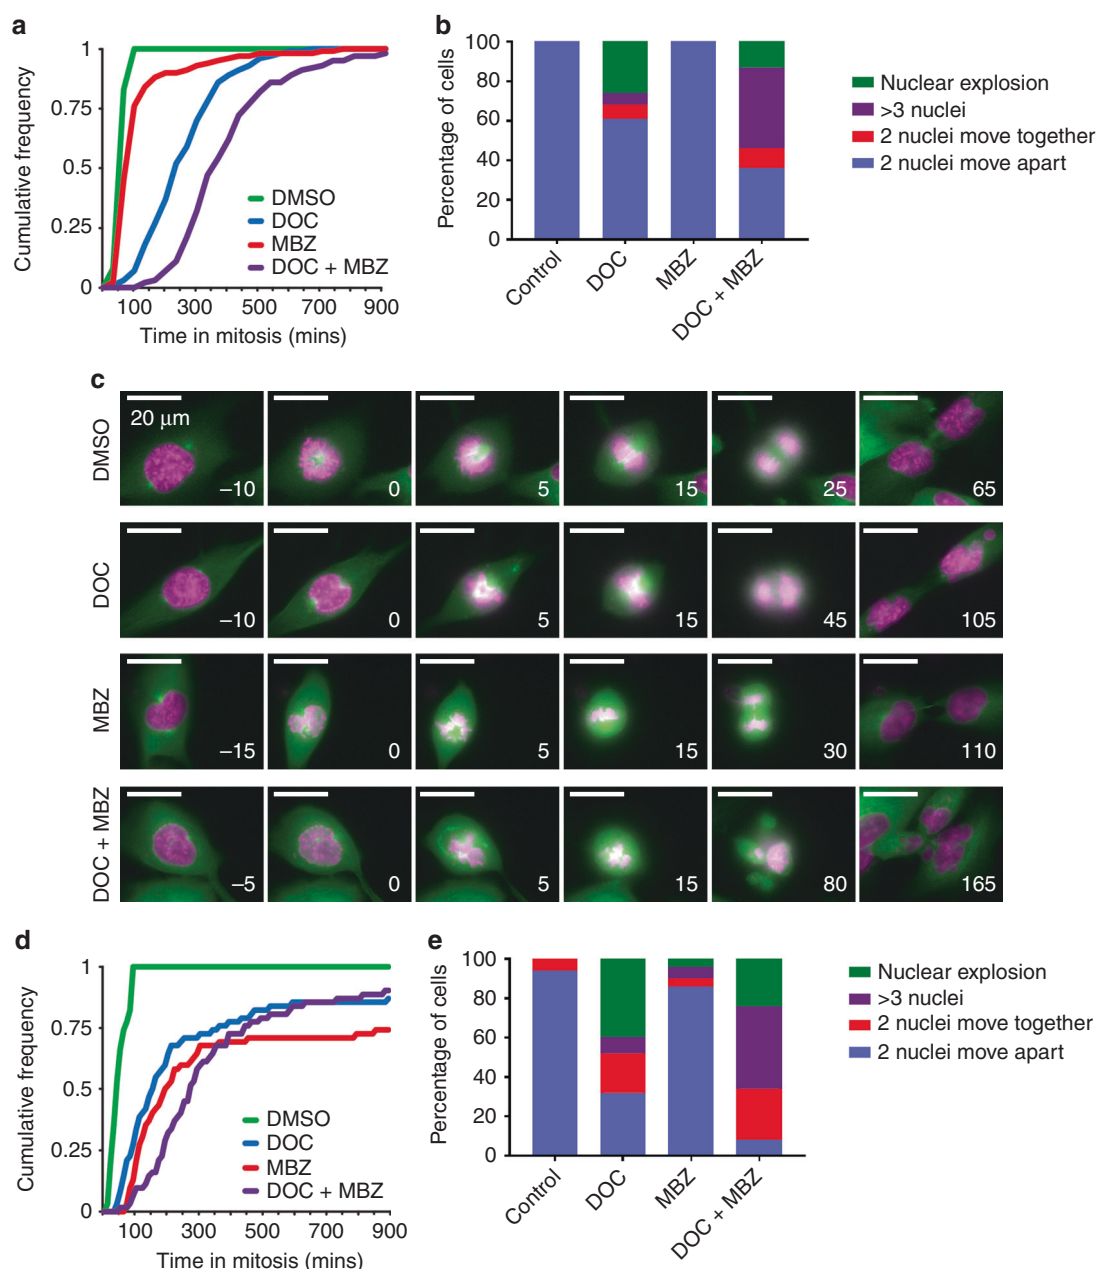 a
1
0.75
0.5
0.25
0
Cumulative frequency
DMSO
DOC
MBZ
DOC + MBZ
100 300 500 700 900
Time in mitosis (mins)
b
100
80
60
40
20
0
Percentage of cells
Control
DOC
MBZ
DOC + MBZ
Nuclear explosion
>3 nuclei
2 nuclei move together
2 nuclei move apart
c
DMSO
20 μm
–10 0 5 15 25 65
DOC
–10 0 5 15 45 105
MBZ
–15 0 5 15 30 110
DOC + MBZ
–5 0 5 15 80 165
d
1
0.75
0.5
0.25
0
Cumulative frequency
DMSO
DOC
MBZ
DOC + MBZ
100 300 500 700 900
Time in mitosis (mins)
e
100
80
60
40
20
0
Percentage of cells
Control
DOC
MBZ
DOC + MBZ
Nuclear explosion
>3 nuclei
2 nuclei move together
2 nuclei move apart